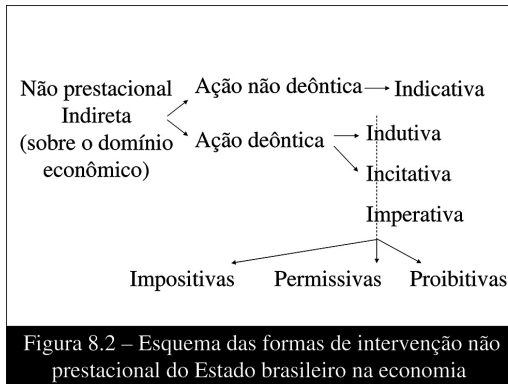 Não prestacional
Indireta
(sobre o domínio
econômico)
Ação não deôntica
Indicativa
Ação deôntica
Indutiva
Incitativa
Imperativa
Impositivas
Permissivas
Proibitivas
Figura 8.2 – Esquema das formas de intervenção não
prestacional do Estado brasileiro na economia